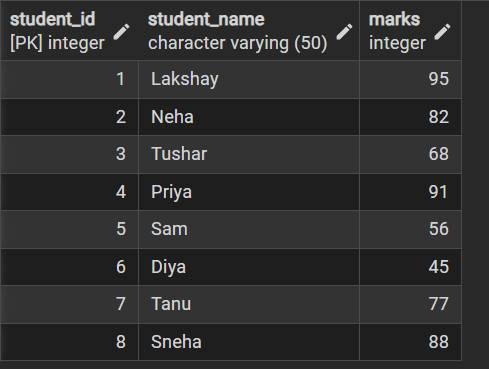 student_id student_name marks
[PK] integer character varying (50) integer
1 Lakshay 95
2 Neha 82
3 Tushar 68
4 Priya 91
5 Sam 56
6 Diya 45
7 Tanu 77
8 Sneha 88